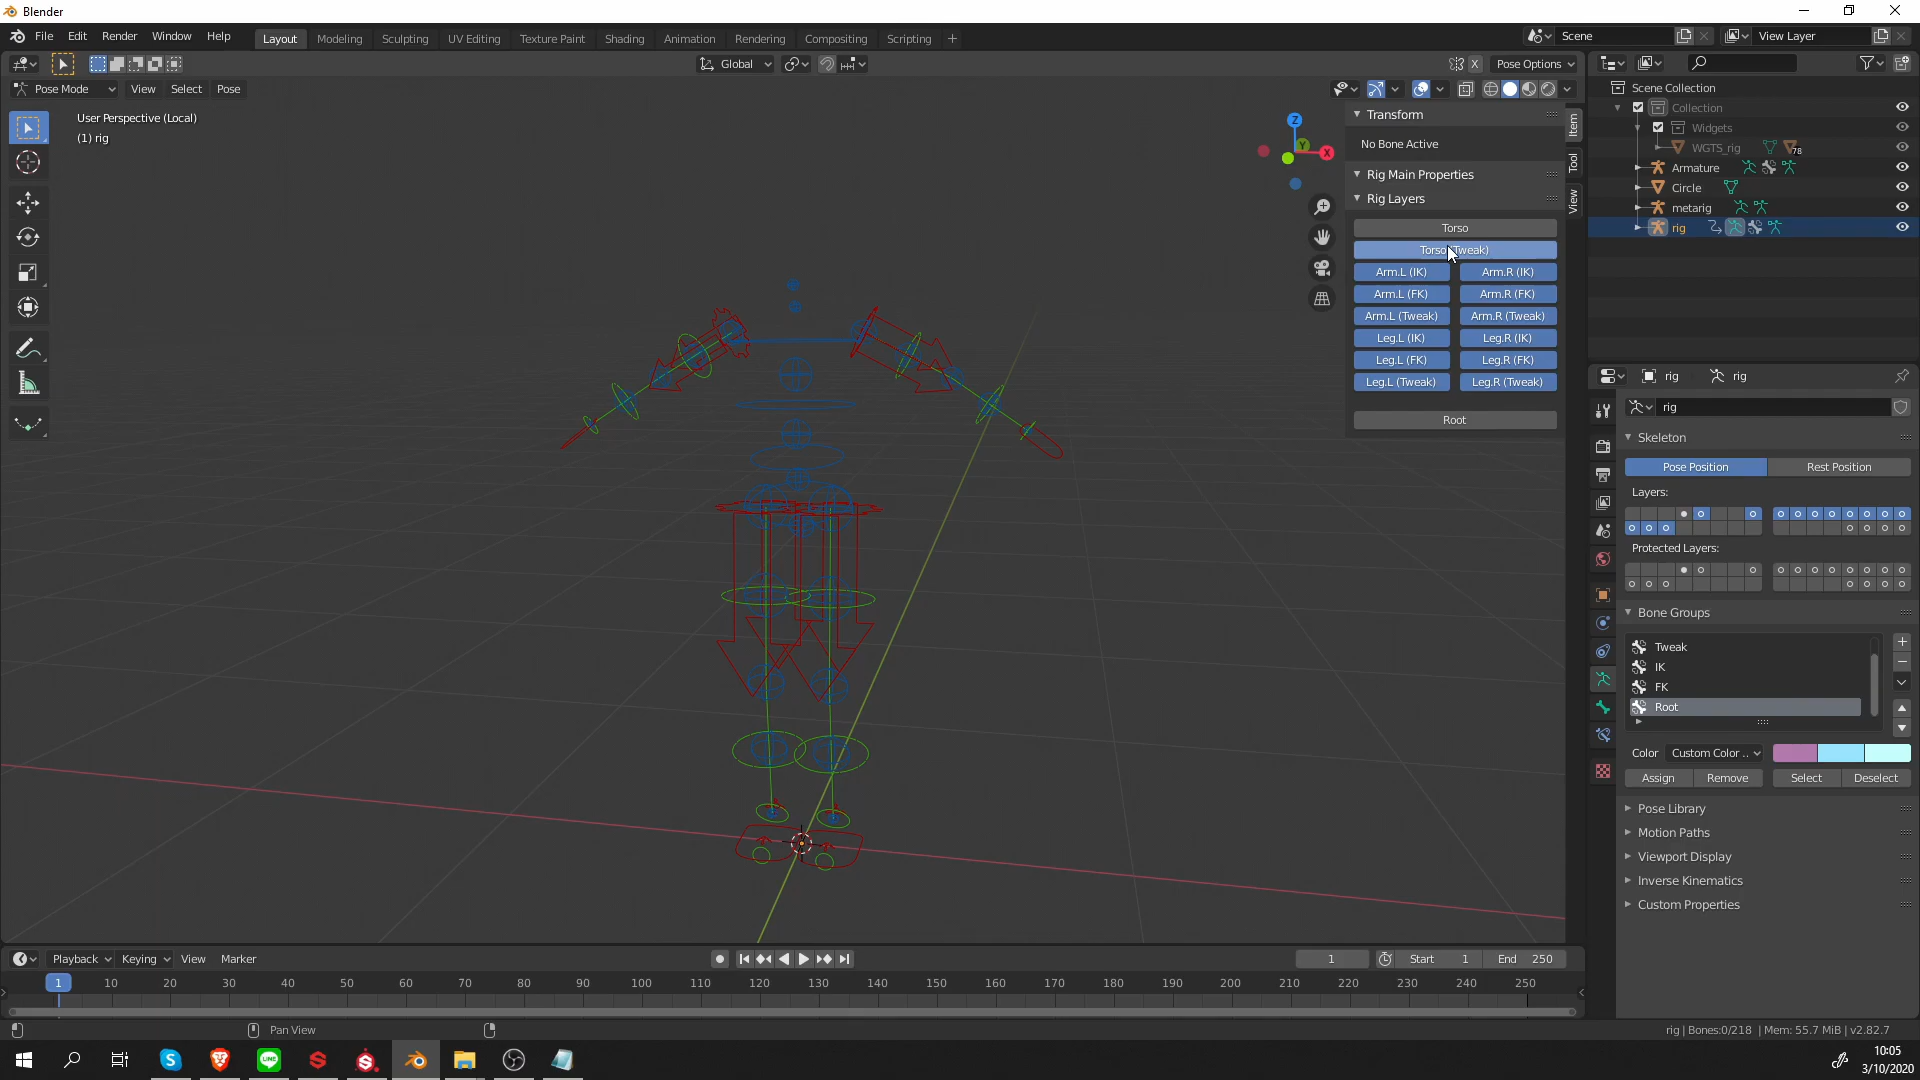 Blender
File Edit Render Window Help
Layout Modeling Sculpting UV Editing Texture Paint Shading Animation Rendering Compositing Scripting +
Scene
View Layer
Global
X
Pose Options
Pose Mode View Select Pose
User Perspective (Local)
(1) rig
Z
Y
X
Transform
No Bone Active
Rig Main Properties
Rig Layers
Torso
Torso (Tweak)
Arm.L (IK) Arm.R (IK)
Arm.L (FK) Arm.R (FK)
Arm.L (Tweak) Arm.R (Tweak)
Leg.L (IK) Leg.R (IK)
Leg.L (FK) Leg.R (FK)
Leg.L (Tweak) Leg.R (Tweak)
Root
Item
Tool
View
Scene Collection
Collection
Widgets
WGTS_rig 78
Armature
Circle
metarig
rig
rig rig
rig
Skeleton
Pose Position Rest Position
Layers:
Protected Layers:
Bone Groups
Tweak
IK
FK
Root
Color Custom Color ..
Assign Remove Select Deselect
Pose Library
Motion Paths
Viewport Display
Inverse Kinematics
Custom Properties
Playback Keying View Marker
1 Start 1 End 250
1 10 20 30 40 50 60 70 80 90 100 110 120 130 140 150 160 170 180 190 200 210 220 230 240 250
Pan View
rig | Bones:0/218 | Mem: 55.7 MiB | v2.82.7
10:05
3/10/2020